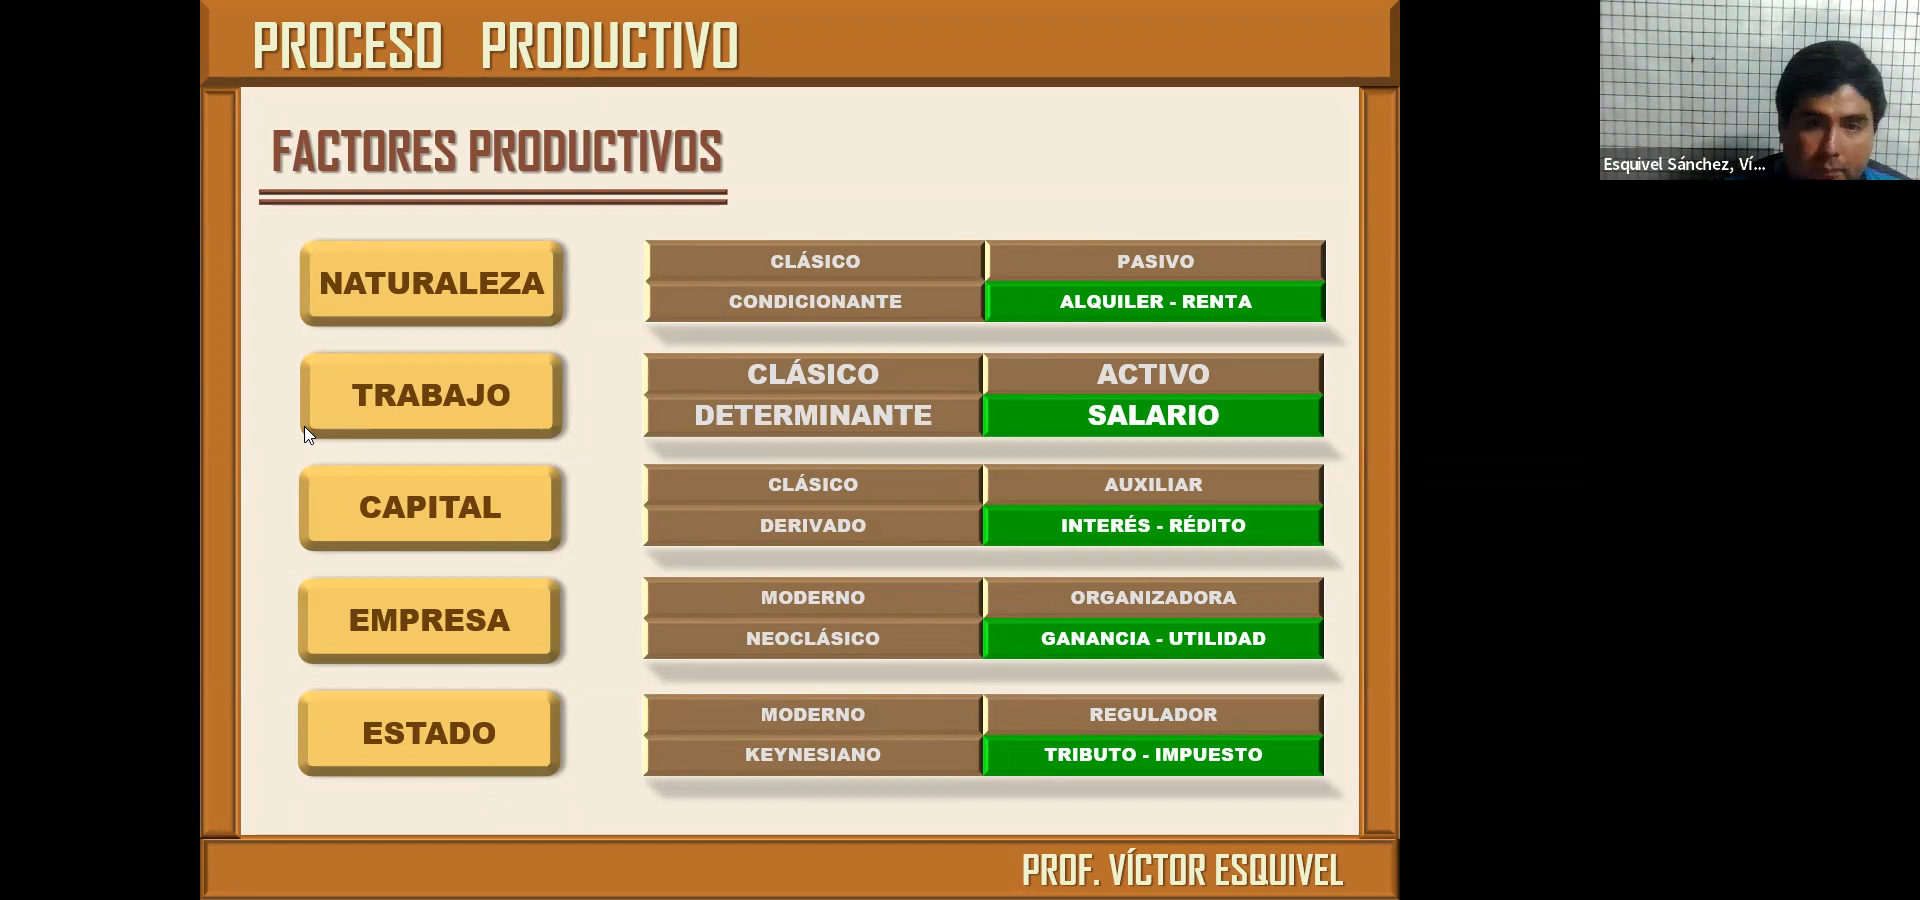 PROCESO PRODUCTIVO
Esquivel Sánchez, Ví...
FACTORES PRODUCTIVOS
NATURALEZA
CLÁSICO PASIVO
CONDICIONANTE ALQUILER - RENTA
TRABAJO
CLÁSICO ACTIVO
DETERMINANTE SALARIO
CAPITAL
CLÁSICO AUXILIAR
DERIVADO INTERÉS - RÉDITO
EMPRESA
MODERNO ORGANIZADORA
NEOCLÁSICO GANANCIA - UTILIDAD
ESTADO
MODERNO REGULADOR
KEYNESIANO TRIBUTO - IMPUESTO
PROF. VÍCTOR ESQUIVEL